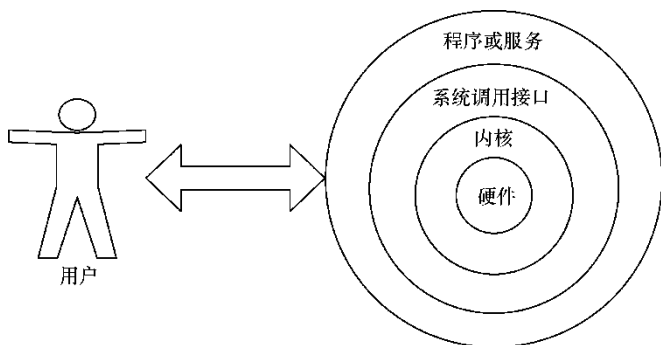 程序或服务
系统调用接口
内核
硬件
用户